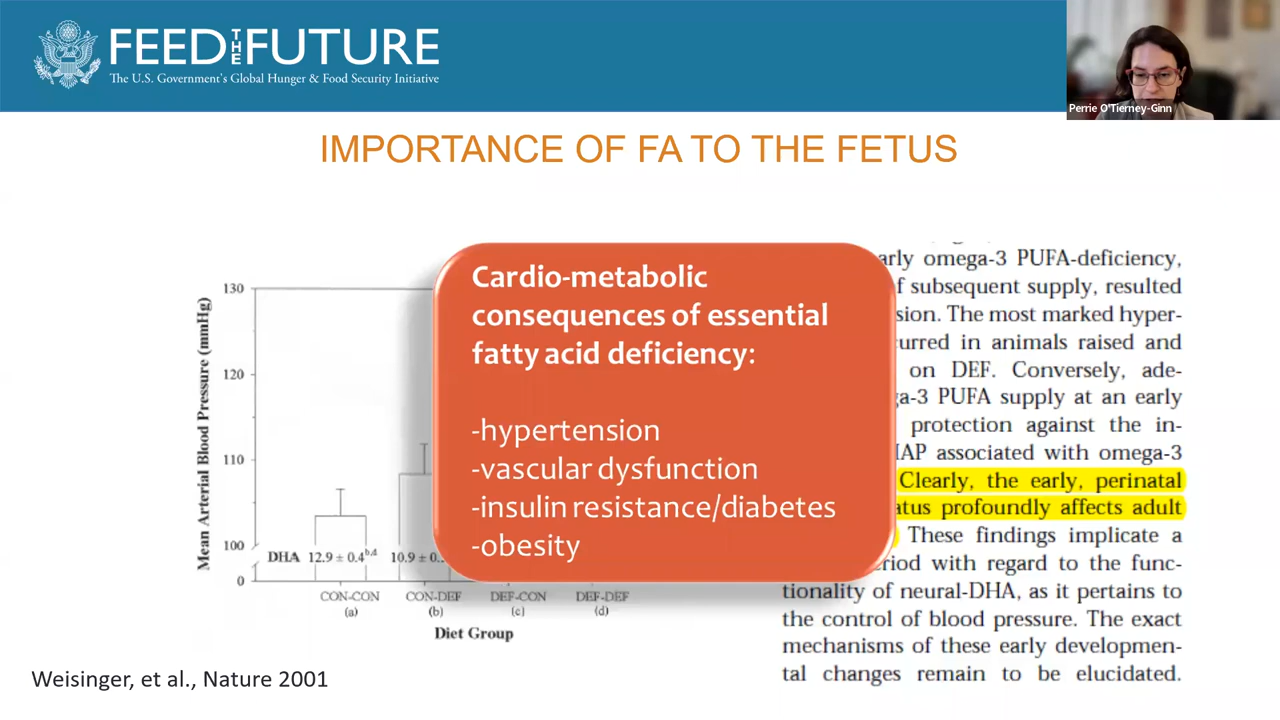 FEED THE FUTURE
The U.S. Government's Global Hunger & Food Security Initiative
Perrie O'Tierney-Ginn
IMPORTANCE OF FA TO THE FETUS
Cardio-metabolic
consequences of essential
fatty acid deficiency:
-hypertension
-vascular dysfunction
-insulin resistance/diabetes
-obesity
Mean Arterial Blood Pressure (mmHg)
130
120
110
100
0
DHA 12.9 ± 0.4b,d 10.9 ± 0.
CON-CON CON-DEF DEF-CON DEF-DEF
(a) (b) (c) (d)
Diet Group
arly omega-3 PUFA-deficiency,
f subsequent supply, resulted
sion. The most marked hyper-
curred in animals raised and
on DEF. Conversely, ade-
ga-3 PUFA supply at an early
protection against the in-
IAP associated with omega-3
Clearly, the early, perinatal
atus profoundly affects adult
These findings implicate a
riod with regard to the func-
tionality of neural-DHA, as it pertains to
the control of blood pressure. The exact
mechanisms of these early developmen-
tal changes remain to be elucidated.
Weisinger, et al., Nature 2001